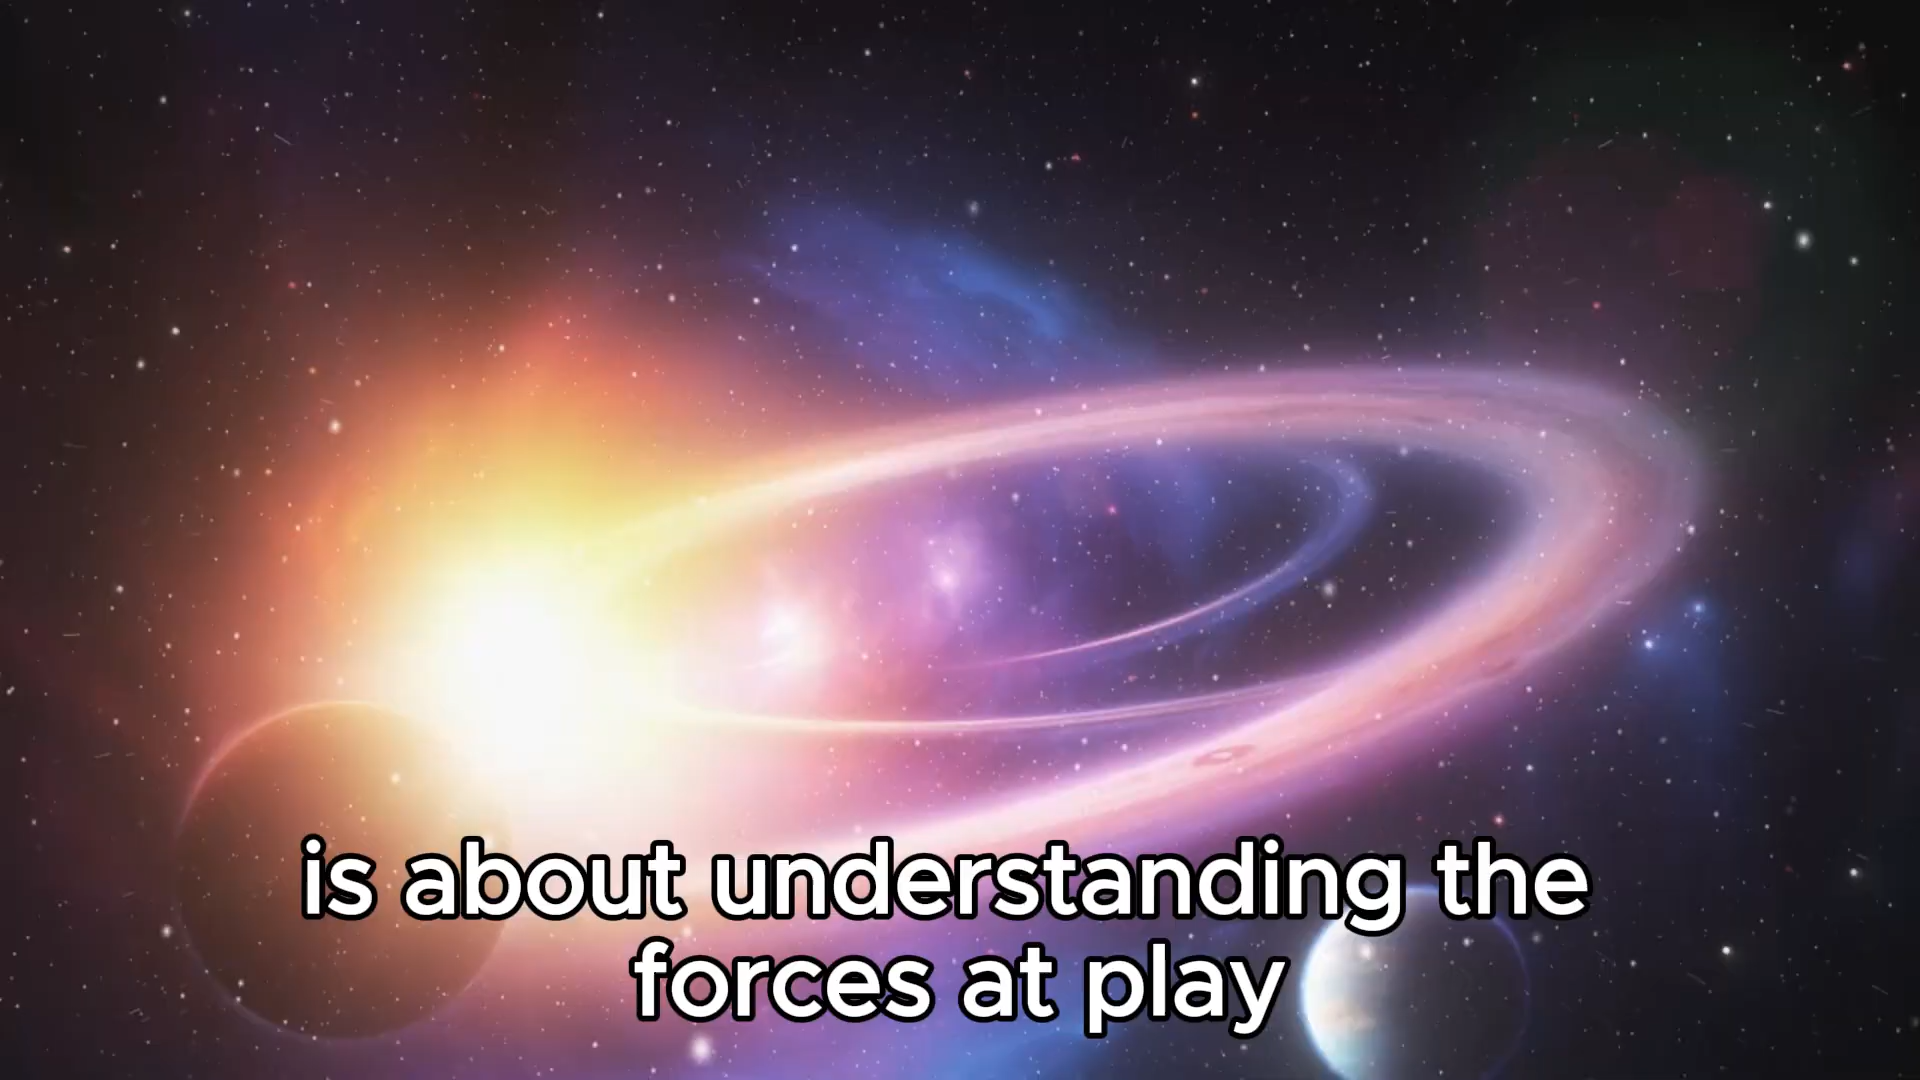 is about understanding the
forces at play